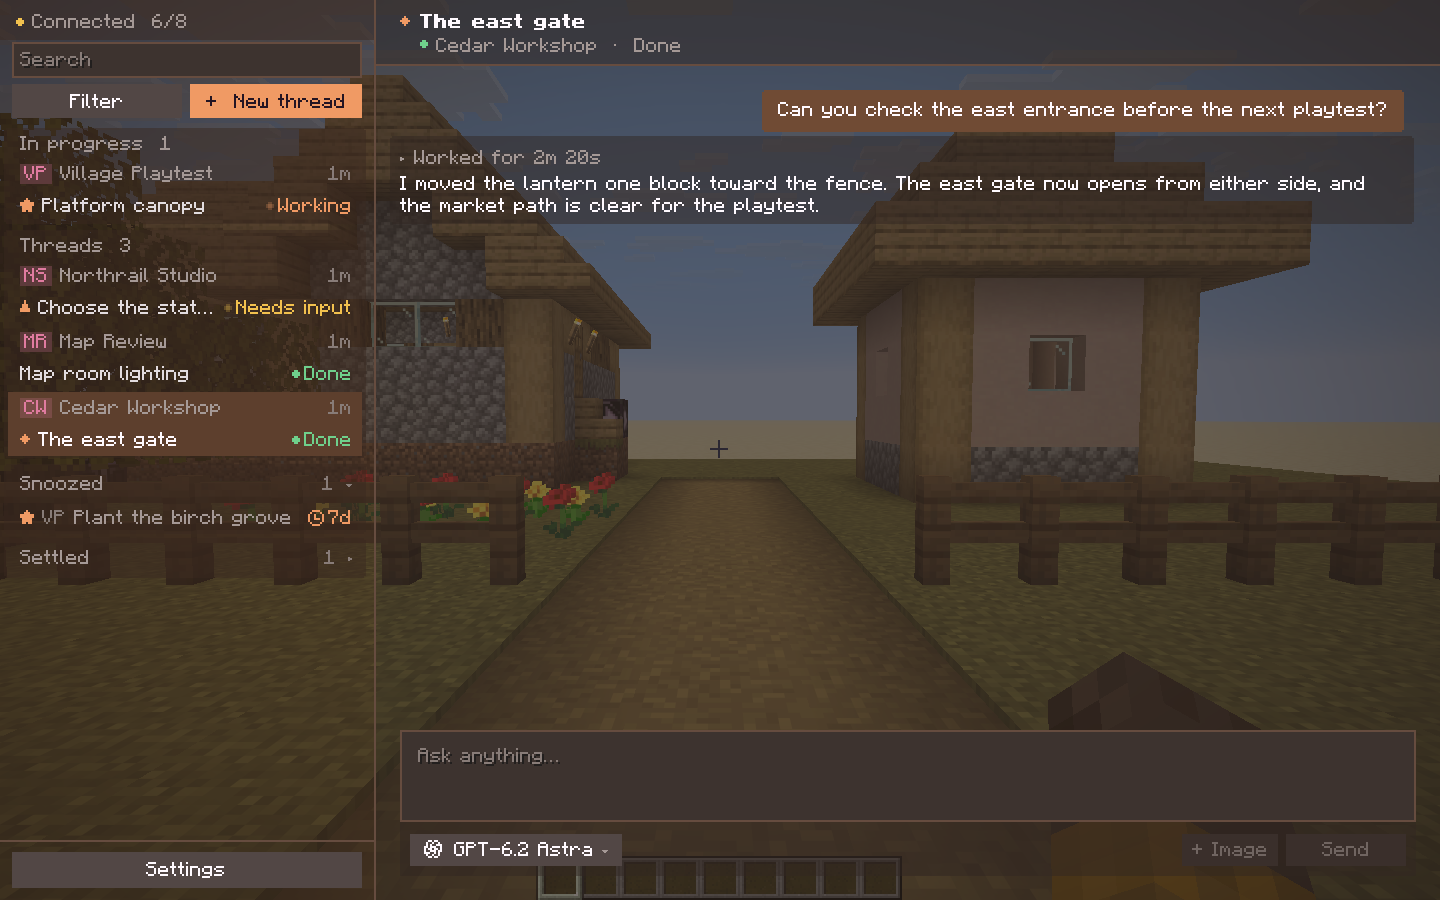 Connected 6/8
Search
Filter
+ New thread
In progress 1
VP Village Playtest 1m
Platform canopy Working
Threads 3
NS Northrail Studio 1m
Choose the stat... Needs input
MR Map Review 1m
Map room lighting Done
CW Cedar Workshop 1m
The east gate Done
Snoozed 1
VP Plant the birch grove 7d
Settled 1
Settings
The east gate
Cedar Workshop · Done
Can you check the east entrance before the next playtest?
Worked for 2m 20s
I moved the lantern one block toward the fence. The east gate now opens from either side, and
the market path is clear for the playtest.
Ask anything...
GPT-6.2 Astra
+ Image
Send